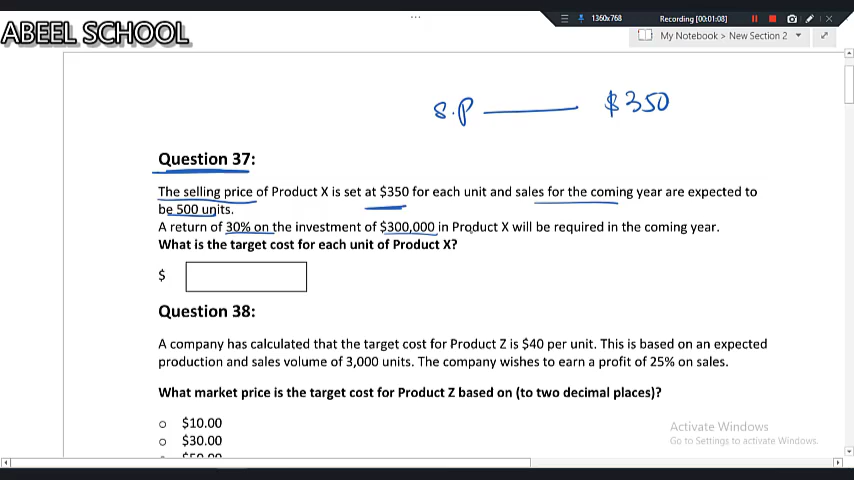 1360x768
Recording [00:01:08]
ABEEL SCHOOL
My Notebook > New Section 2
S.P ——— $350
Question 37:
The selling price of Product X is set at $350 for each unit and sales for the coming year are expected to
be 500 units.
A return of 30% on the investment of $300,000 in Product X will be required in the coming year.
What is the target cost for each unit of Product X?
$
Question 38:
A company has calculated that the target cost for Product Z is $40 per unit. This is based on an expected
production and sales volume of 3,000 units. The company wishes to earn a profit of 25% on sales.
What market price is the target cost for Product Z based on (to two decimal places)?
$10.00
$30.00
$50.00
Activate Windows
Go to Settings to activate Windows.